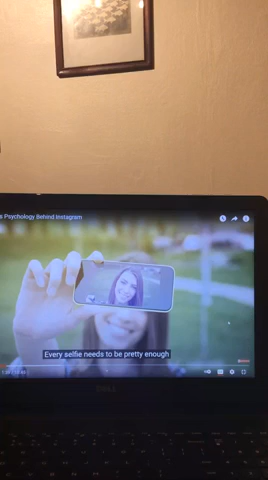 s Psychology Behind Instagram
Every selfie needs to be pretty enough
DELL